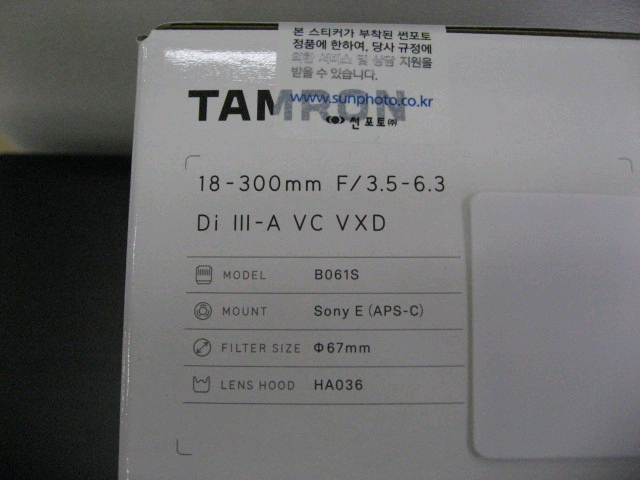 본 스티커가 부착된 썬포토
정품에 한하여, 당사 규정에
의한 서비스 및 상담 지원을
받을 수 있습니다.
www.sunphoto.co.kr
TAMRON
썬포토㈜
18-300mm F/3.5-6.3
Di III-A VC VXD
MODEL B061S
MOUNT Sony E (APS-C)
FILTER SIZE Φ67mm
LENS HOOD HA036